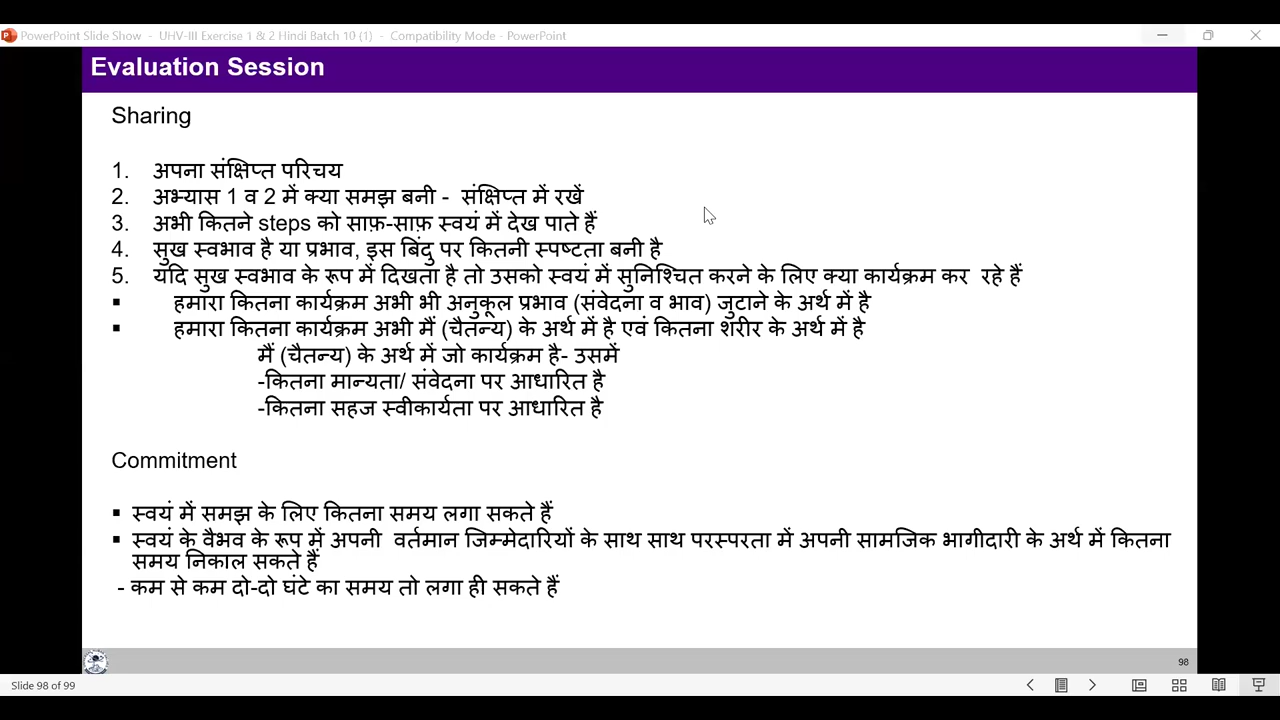 PowerPoint Slide Show - UHV-III Exercise 1 & 2 Hindi Batch 10 (1) - Compatibility Mode - PowerPoint
Evaluation Session
Sharing
1. अपना संक्षिप्त परिचय
2. अभ्यास 1 व 2 में क्या समझ बनी - संक्षिप्त में रखें
3. अभी कितने steps को साफ़-साफ़ स्वयं में देख पाते हैं
4. सुख स्वभाव है या प्रभाव, इस बिंदु पर कितनी स्पष्टता बनी है
5. यदि सुख स्वभाव के रूप में दिखता है तो उसको स्वयं में सुनिश्चित करने के लिए क्या कार्यक्रम कर रहे हैं
▪ हमारा कितना कार्यक्रम अभी भी अनुकूल प्रभाव (संवेदना व भाव) जुटाने के अर्थ में है
▪ हमारा कितना कार्यक्रम अभी मैं (चैतन्य) के अर्थ में है एवं कितना शरीर के अर्थ में है
मैं (चैतन्य) के अर्थ में जो कार्यक्रम है- उसमें
-कितना मान्यता/ संवेदना पर आधारित है
-कितना सहज स्वीकार्यता पर आधारित है
Commitment
▪ स्वयं में समझ के लिए कितना समय लगा सकते हैं
▪ स्वयं के वैभव के रूप में अपनी वर्तमान जिम्मेदारियों के साथ साथ परस्परता में अपनी सामजिक भागीदारी के अर्थ में कितना
समय निकाल सकते हैं
- कम से कम दो-दो घंटे का समय तो लगा ही सकते हैं
98
Slide 98 of 99